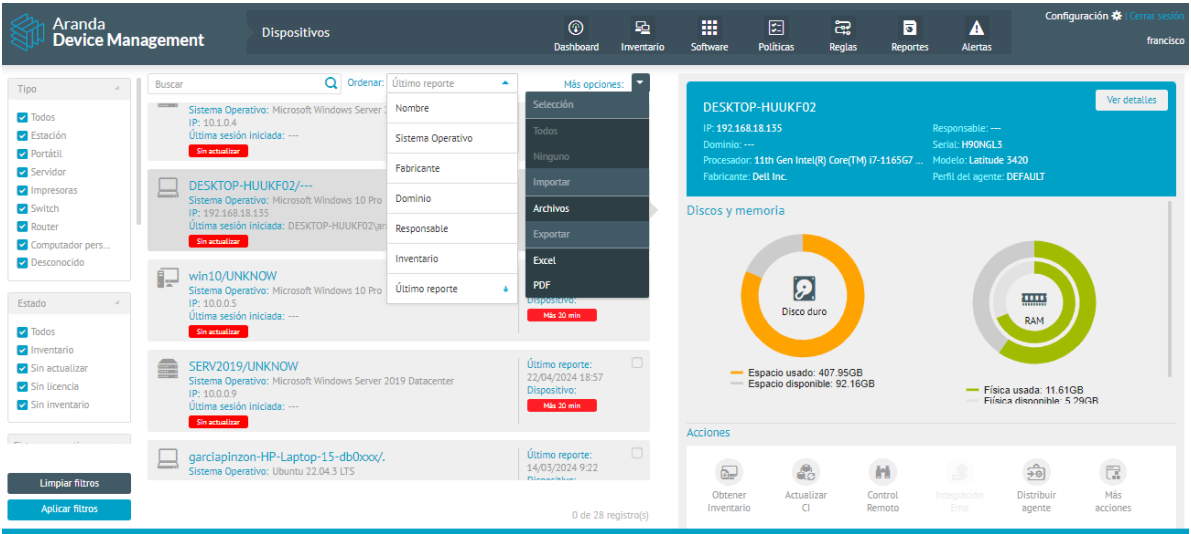 Aranda
Device Management
Dispositivos
Dashboard
Inventario
Software
Políticas
Reglas
Reportes
Alertas
Configuración | Cerrar sesión
francisco
Tipo
Todos
Estación
Portátil
Servidor
Impresoras
Switch
Router
Computador pers...
Desconocido
Estado
Todos
Inventario
Sin actualizar
Sin licencia
Sin inventario
Limpiar filtros
Aplicar filtros
Buscar
Ordenar:
Último reporte
Más opciones:
Nombre
Sistema Operativo
Fabricante
Dominio
Responsable
Inventario
Último reporte
Selección
Todos
Ninguno
Importar
Archivos
Exportar
Excel
PDF
Sistema Operativo: Microsoft Windows Server
IP: 10.1.0.4
Última sesión iniciada: ---
Sin actualizar
DESKTOP-HUUKF02/---
Sistema Operativo: Microsoft Windows 10 Pro
IP: 192.168.18.135
Última sesión iniciada: DESKTOP-HUUKF02\
Sin actualizar
win10/UNKNOW
Sistema Operativo: Microsoft Windows 10 Pro
IP: 10.0.0.5
Última sesión iniciada: ---
Sin actualizar
Dispositivo:
Más 20 min
SERV2019/UNKNOW
Sistema Operativo: Microsoft Windows Server 2019 Datacenter
IP: 10.0.0.9
Última sesión iniciada: ---
Sin actualizar
Último reporte:
22/04/2024 18:57
Dispositivo:
Más 20 min
garciapinzon-HP-Laptop-15-db0xxx/.
Sistema Operativo: Ubuntu 22.04.3 LTS
Último reporte:
14/03/2024 9:22
Dispositivo:
0 de 28 registro(s)
DESKTOP-HUUKF02
Ver detalles
IP: 192.168.18.135
Responsable: ---
Dominio: ---
Serial: H90NGL3
Procesador: 11th Gen Intel(R) Core(TM) i7-1165G7 ...
Modelo: Latitude 3420
Fabricante: Dell Inc.
Perfil del agente: DEFAULT
Discos y memoria
Disco duro
RAM
Espacio usado: 407.95GB
Espacio disponible: 92.16GB
Física usada: 11.61GB
Física disponible: 5.29GB
Acciones
Obtener
Inventario
Actualizar
CI
Control
Remoto
Integración
Ema
Distribuir
agente
Más
acciones